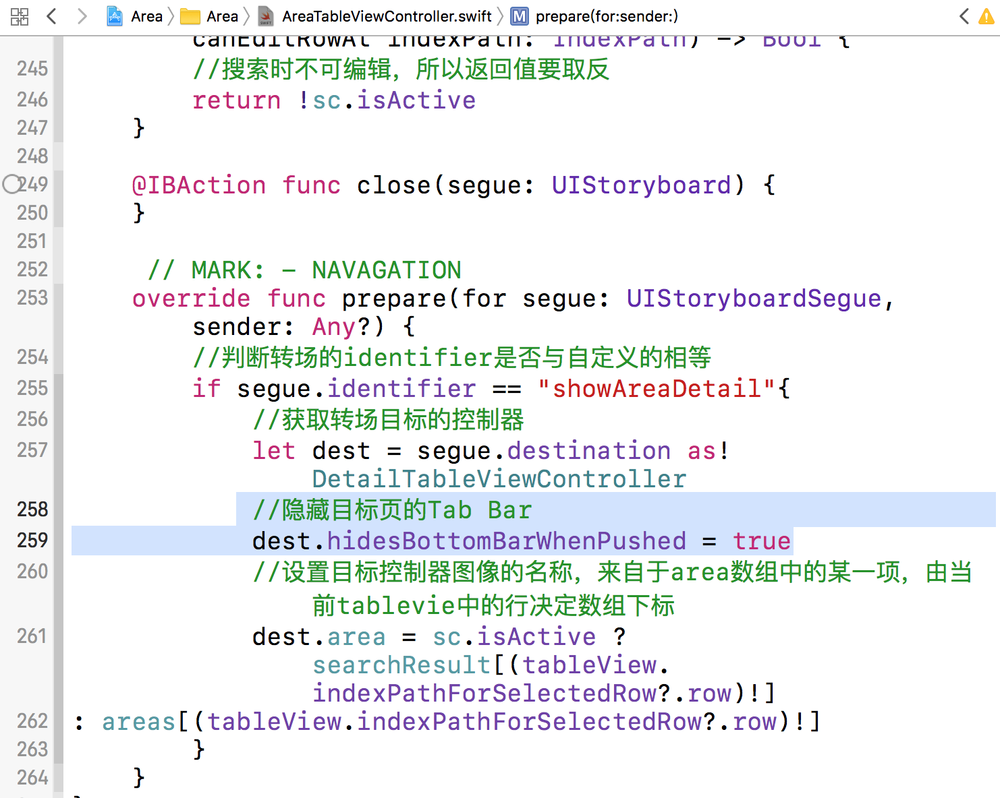 Area Area AreaTableViewController.swift M prepare(for:sender:)
canEditRowAt indexPath: IndexPath) -> Bool {
245 //搜索时不可编辑，所以返回值要取反
246 return !sc.isActive
247 }
248
249 @IBAction func close(segue: UIStoryboard) {
250 }
251
252 // MARK: - NAVAGATION
253 override func prepare(for segue: UIStoryboardSegue,
sender: Any?) {
254 //判断转场的identifier是否与自定义的相等
255 if segue.identifier == "showAreaDetail"{
256 //获取转场目标的控制器
257 let dest = segue.destination as!
DetailTableViewController
258 //隐藏目标页的Tab Bar
259 dest.hidesBottomBarWhenPushed = true
260 //设置目标控制器图像的名称，来自于area数组中的某一项，由当
前tablevie中的行决定数组下标
261 dest.area = sc.isActive ?
searchResult[(tableView.
indexPathForSelectedRow?.row)!]
262 : areas[(tableView.indexPathForSelectedRow?.row)!]
263 }
264 }